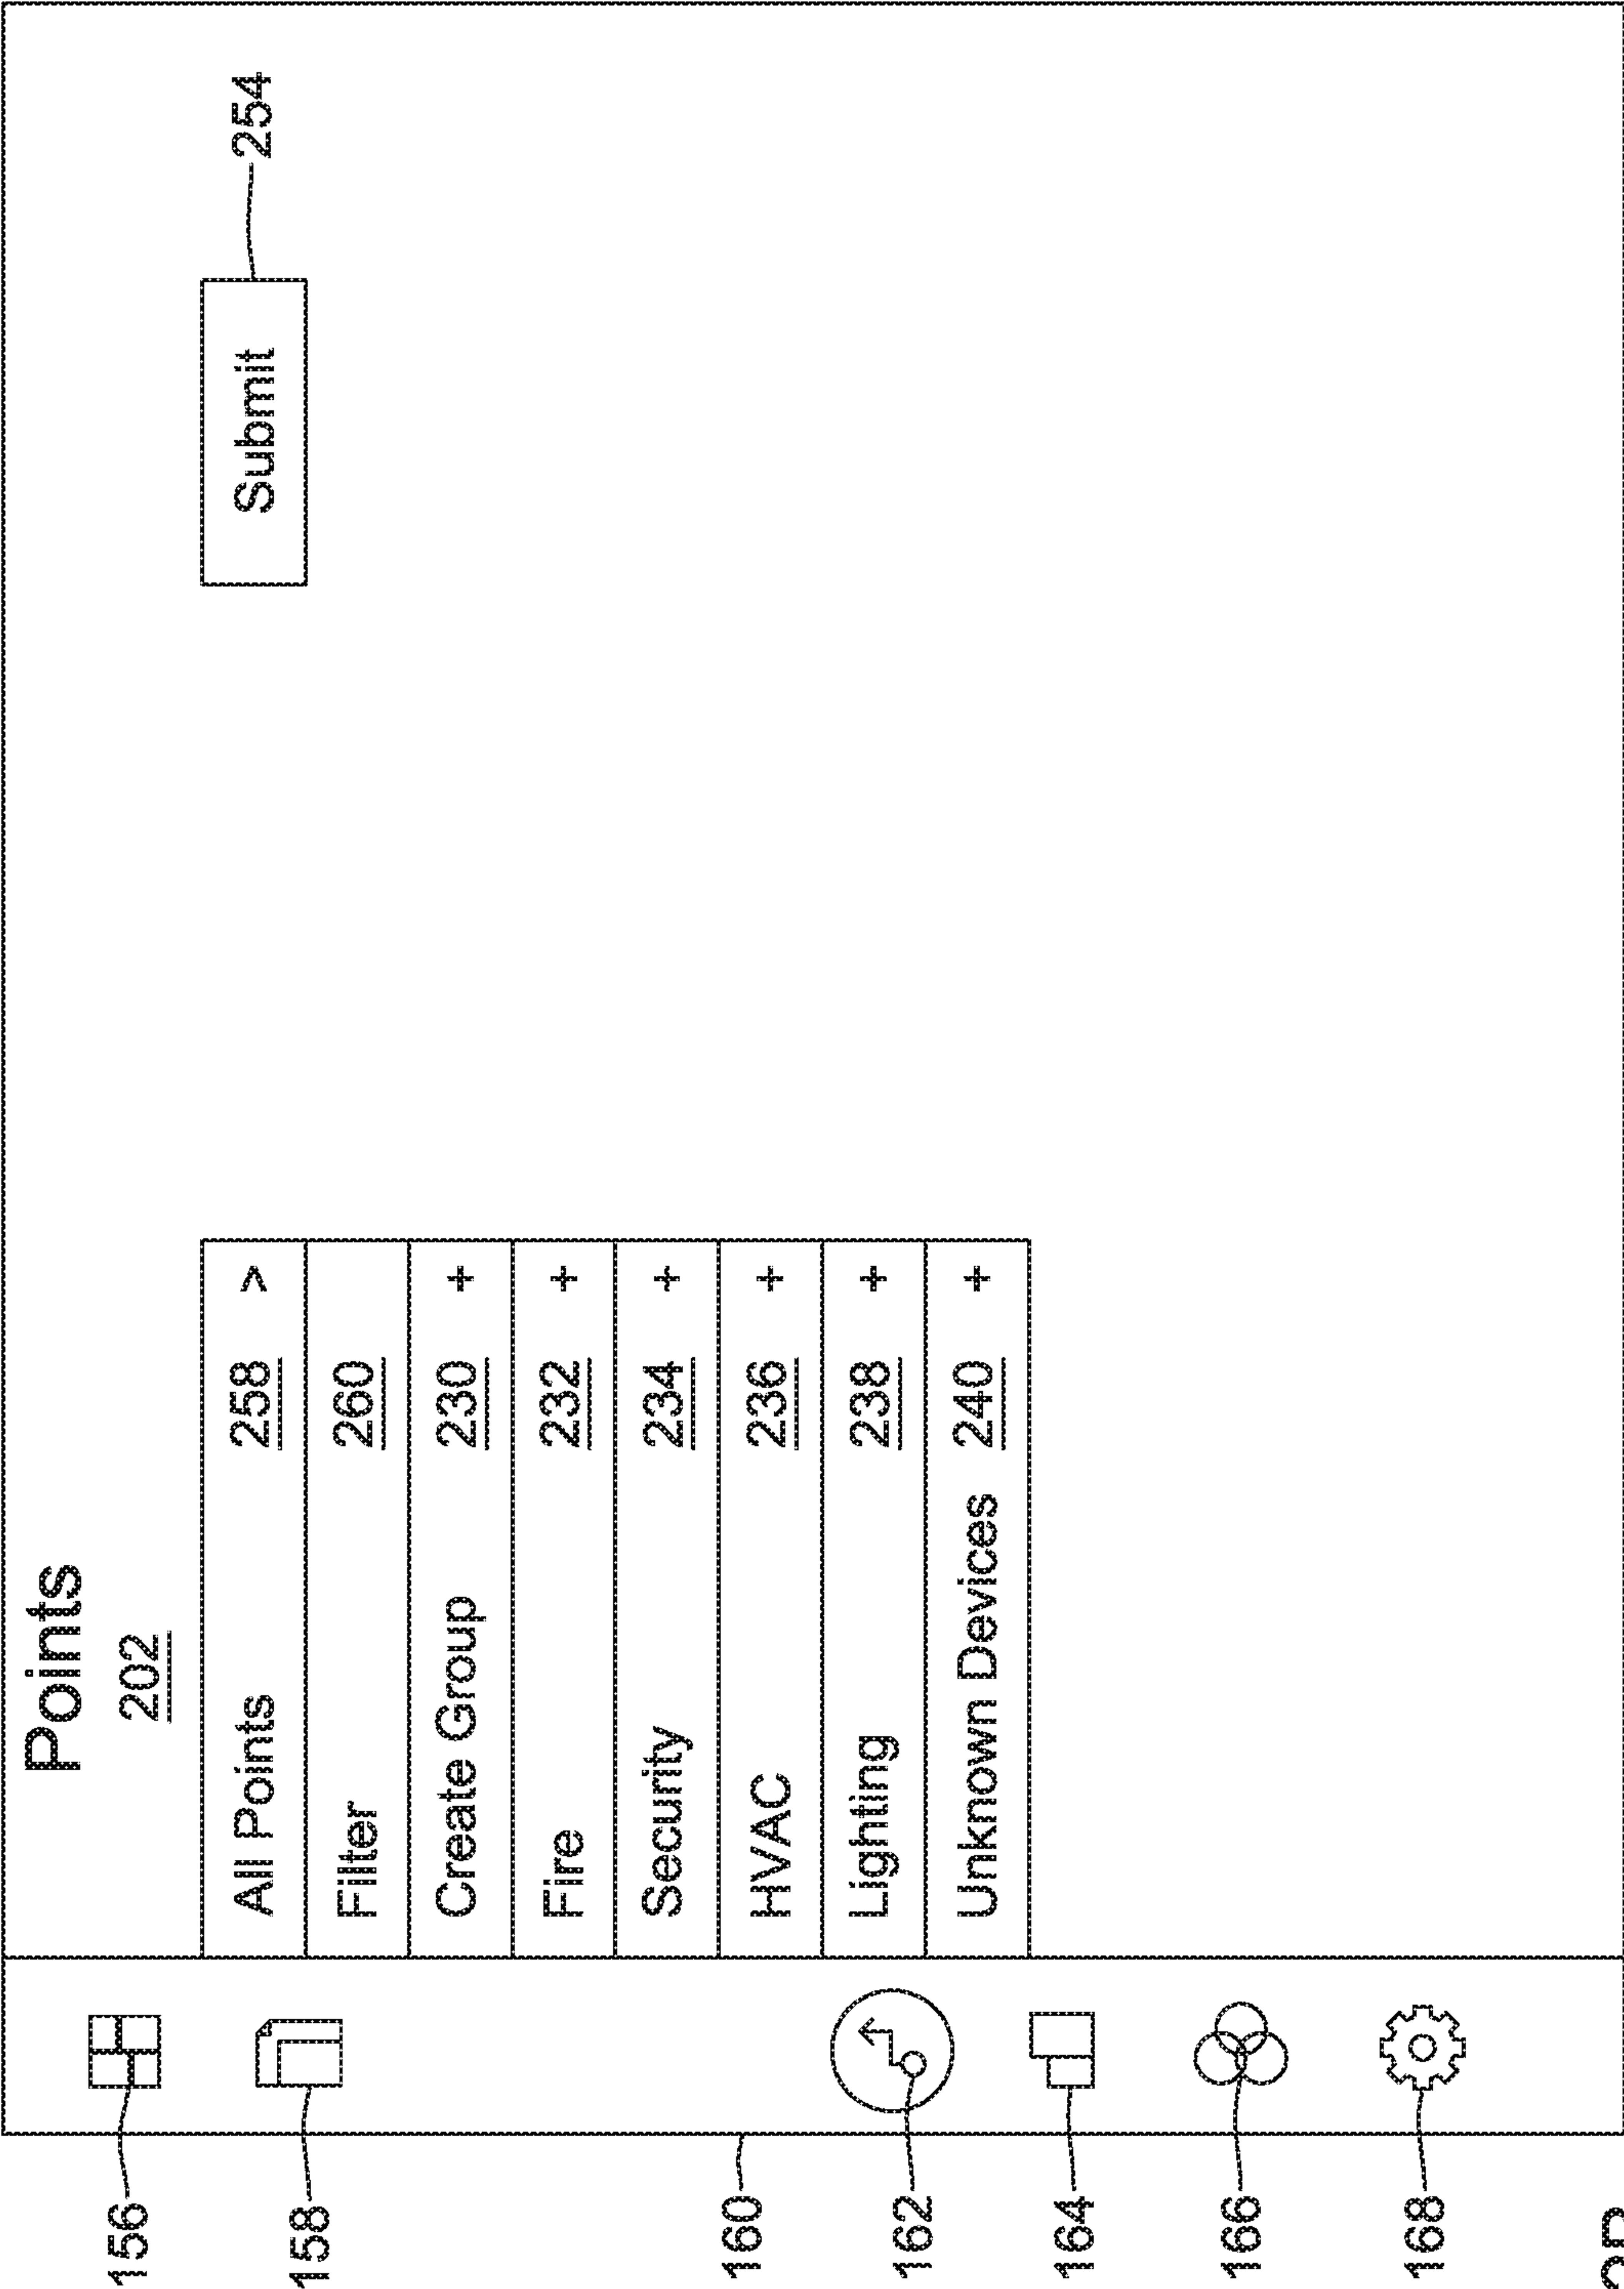 Points
202
All Points 258 >
Filter 260
Create Group 230 +
Fire 232 +
Security 234 +
HVAC 236 +
Lighting 238 +
Unknown Devices 240 +
Submit
254
156
158
160
162
164
166
168